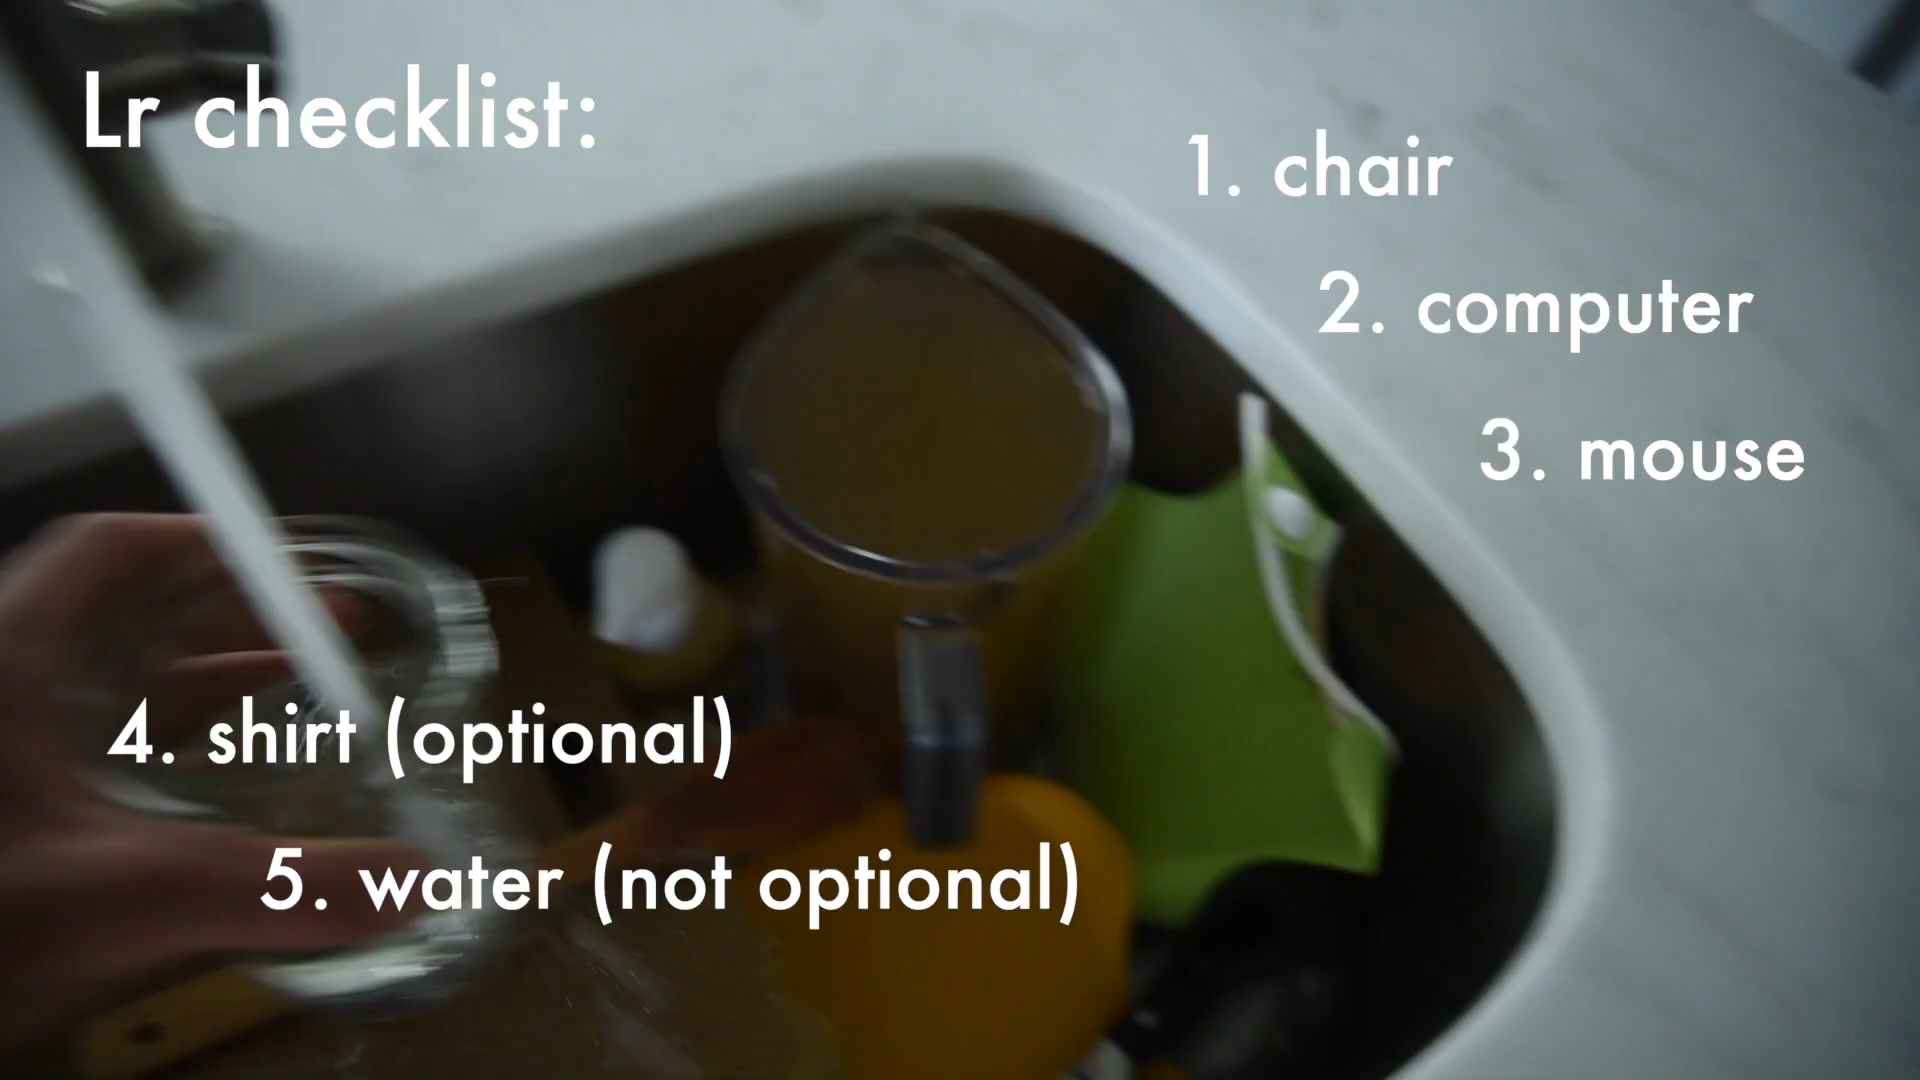 Lr checklist:
1. chair
2. computer
3. mouse
4. shirt (optional)
5. water (not optional)